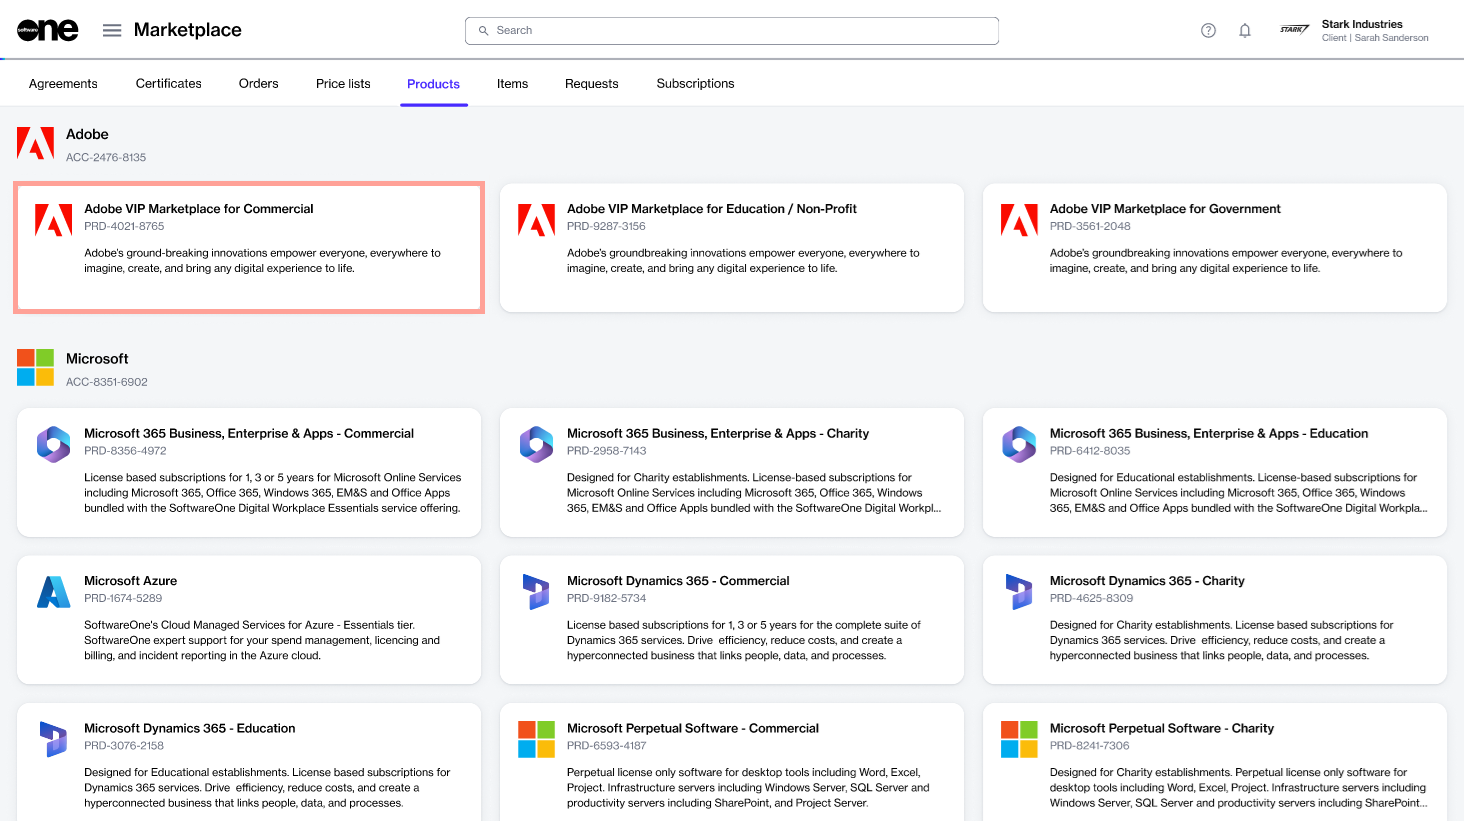 software one
Marketplace
Search
STARK
Stark Industries
Client | Sarah Sanderson
Agreements
Certificates
Orders
Price lists
Products
Items
Requests
Subscriptions
Adobe
ACC-2476-8135
Adobe VIP Marketplace for Commercial
PRD-4021-8765
Adobe's ground-breaking innovations empower everyone, everywhere to
imagine, create, and bring any digital experience to life.
Adobe VIP Marketplace for Education / Non-Profit
PRD-9287-3156
Adobe's groundbreaking innovations empower everyone, everywhere to
imagine, create, and bring any digital experience to life.
Adobe VIP Marketplace for Government
PRD-3561-2048
Adobe's groundbreaking innovations empower everyone, everywhere to
imagine, create, and bring any digital experience to life.
Microsoft
ACC-8351-6902
Microsoft 365 Business, Enterprise & Apps - Commercial
PRD-8356-4972
License based subscriptions for 1, 3 or 5 years for Microsoft Online Services
including Microsoft 365, Office 365, Windows 365, EM&S and Office Apps
bundled with the SoftwareOne Digital Workplace Essentials service offering.
Microsoft 365 Business, Enterprise & Apps - Charity
PRD-2958-7143
Designed for Charity establishments. License-based subscriptions for
Microsoft Online Services including Microsoft 365, Office 365, Windows
365, EM&S and Office Appls bundled with the SoftwareOne Digital Workpl...
Microsoft 365 Business, Enterprise & Apps - Education
PRD-6412-8035
Designed for Educational establishments. License-based subscriptions for
Microsoft Online Services including Microsoft 365, Office 365, Windows
365, EM&S and Office Apps bundled with the SoftwareOne Digital Workpla...
Microsoft Azure
PRD-1674-5289
SoftwareOne's Cloud Managed Services for Azure - Essentials tier.
SoftwareOne expert support for your spend management, licencing and
billing, and incident reporting in the Azure cloud.
Microsoft Dynamics 365 - Commercial
PRD-9182-5734
License based subscriptions for 1, 3 or 5 years for the complete suite of
Dynamics 365 services. Drive  efficiency, reduce costs, and create a
hyperconnected business that links people, data, and processes.
Microsoft Dynamics 365 - Charity
PRD-4625-8309
Designed for Charity establishments. License based subscriptions for
Dynamics 365 services. Drive  efficiency, reduce costs, and create a
hyperconnected business that links people, data, and processes.
Microsoft Dynamics 365 - Education
PRD-3076-2158
Designed for Educational establishments. License based subscriptions for
Dynamics 365 services. Drive  efficiency, reduce costs, and create a
hyperconnected business that links people, data, and processes.
Microsoft Perpetual Software - Commercial
PRD-6593-4187
Perpetual license only software for desktop tools including Word, Excel,
Project. Infrastructure servers including Windows Server, SQL Server and
productivity servers including SharePoint, and Project Server.
Microsoft Perpetual Software - Charity
PRD-8241-7306
Designed for Charity establishments. Perpetual license only software for
desktop tools including Word, Excel, Project. Infrastructure servers including
Windows Server, SQL Server and productivity servers including SharePoint...